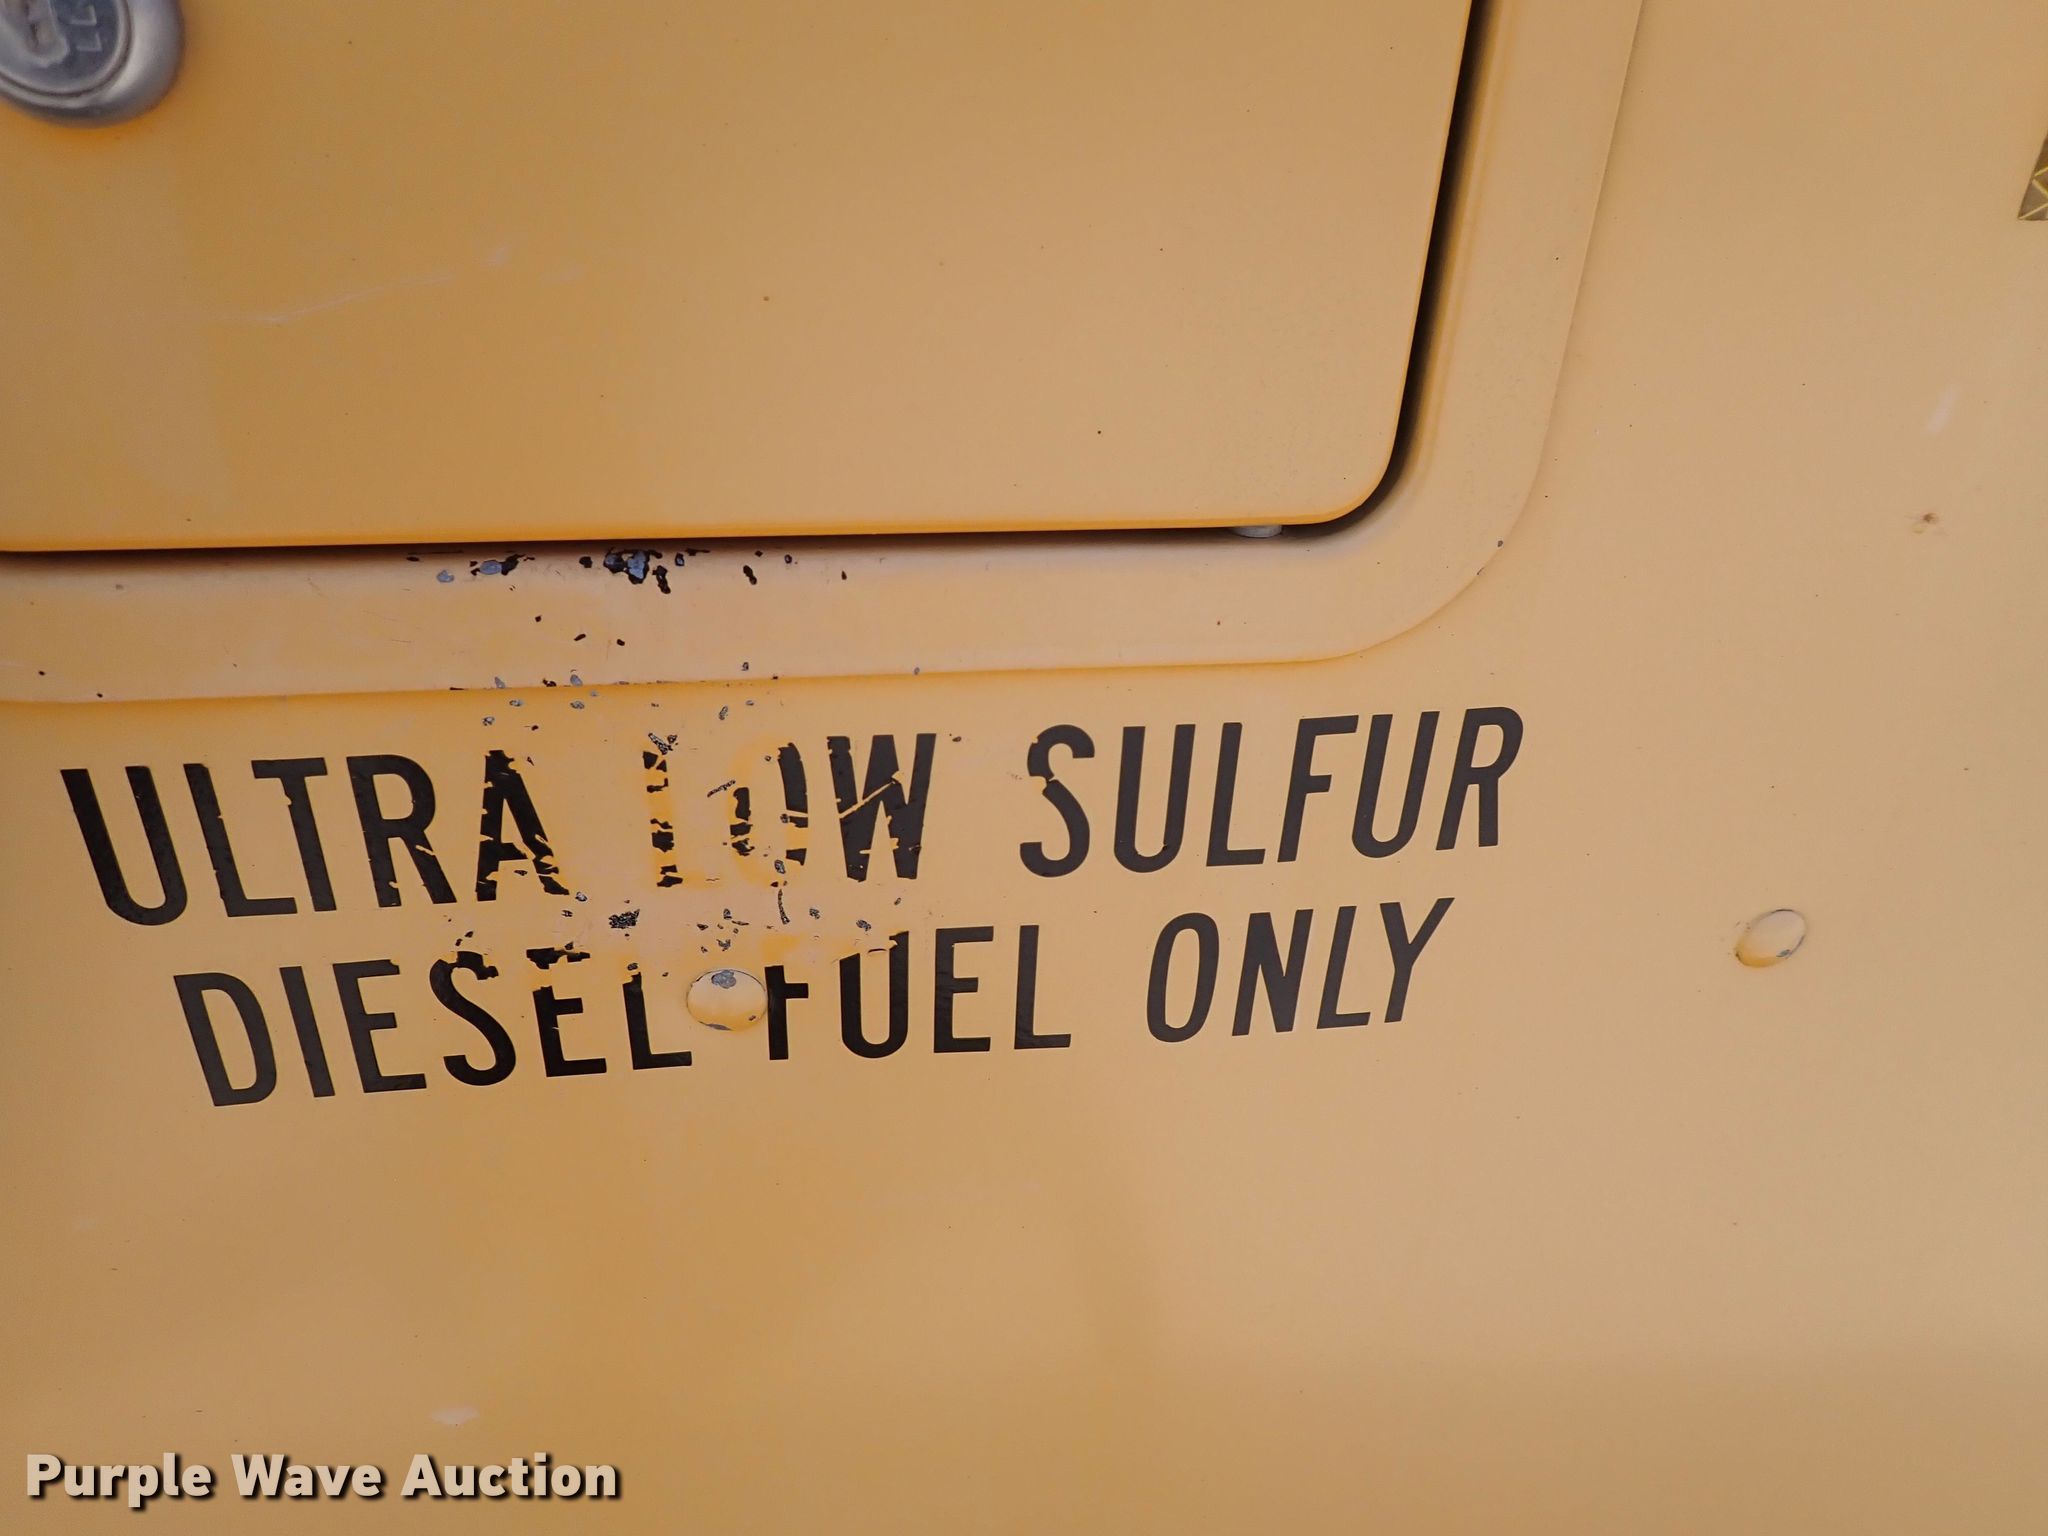 ULTRA LOW SULFUR
DIESEL FUEL ONLY
Purple Wave Auction